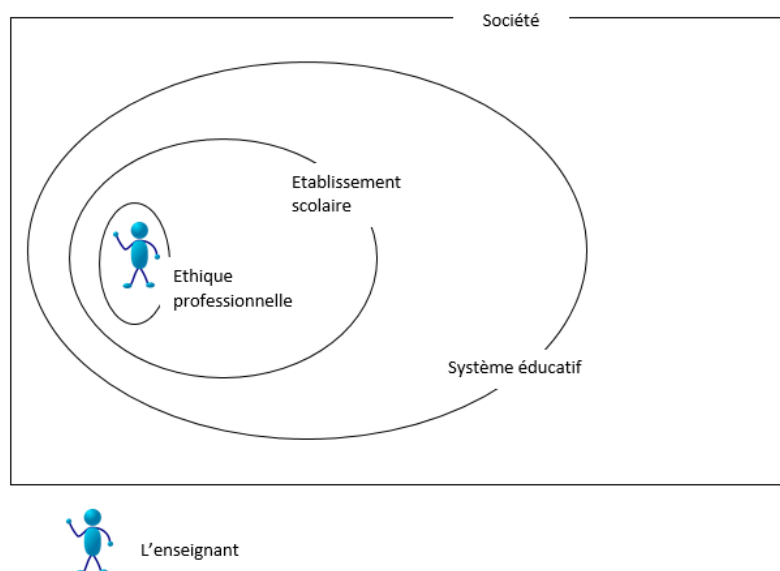 Société
Etablissement
scolaire
Ethique
professionnelle
Système éducatif
L'enseignant